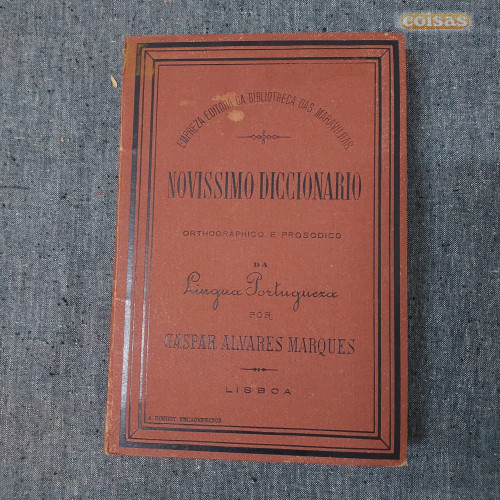 coisas
EMPREZA EDITORA DA BIBLIOTHECA DAS MARAVILHAS
NOVISSIMO DICCIONARIO
ORTHOGRAPHICO E PROSODICO
DA
Lingua Portugueza
POR
GASPAR ALVARES MARQUES
LISBOA
ENCADERNADOR